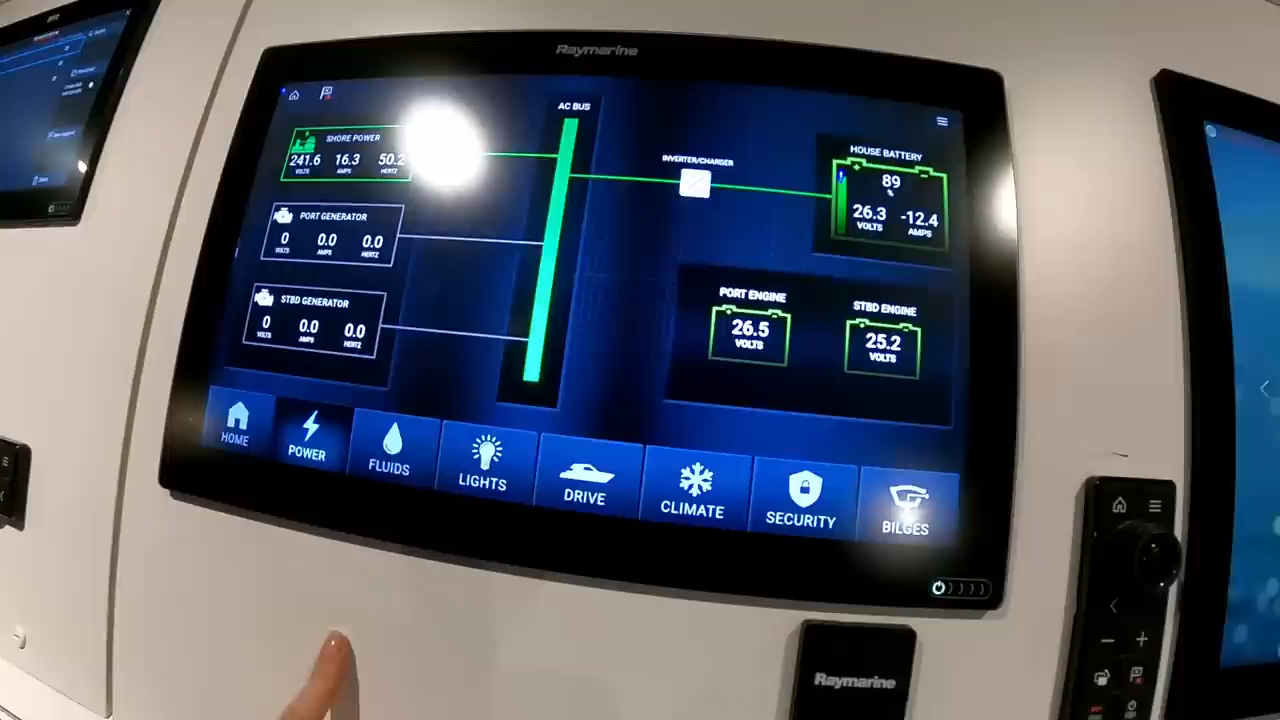 Raymarine
AC BUS
SHORE POWER
241.6 16.3 50.2
VOLTS AMPS HERTZ
PORT GENERATOR
0 0.0 0.0
VOLTS AMPS HERTZ
STBD GENERATOR
0 0.0 0.0
VOLTS AMPS HERTZ
INVERTER/CHARGER
HOUSE BATTERY
89
%
26.3 -12.4
VOLTS AMPS
PORT ENGINE
26.5
VOLTS
STBD ENGINE
25.2
VOLTS
HOME
POWER
FLUIDS
LIGHTS
DRIVE
CLIMATE
SECURITY
BILGES
Raymarine